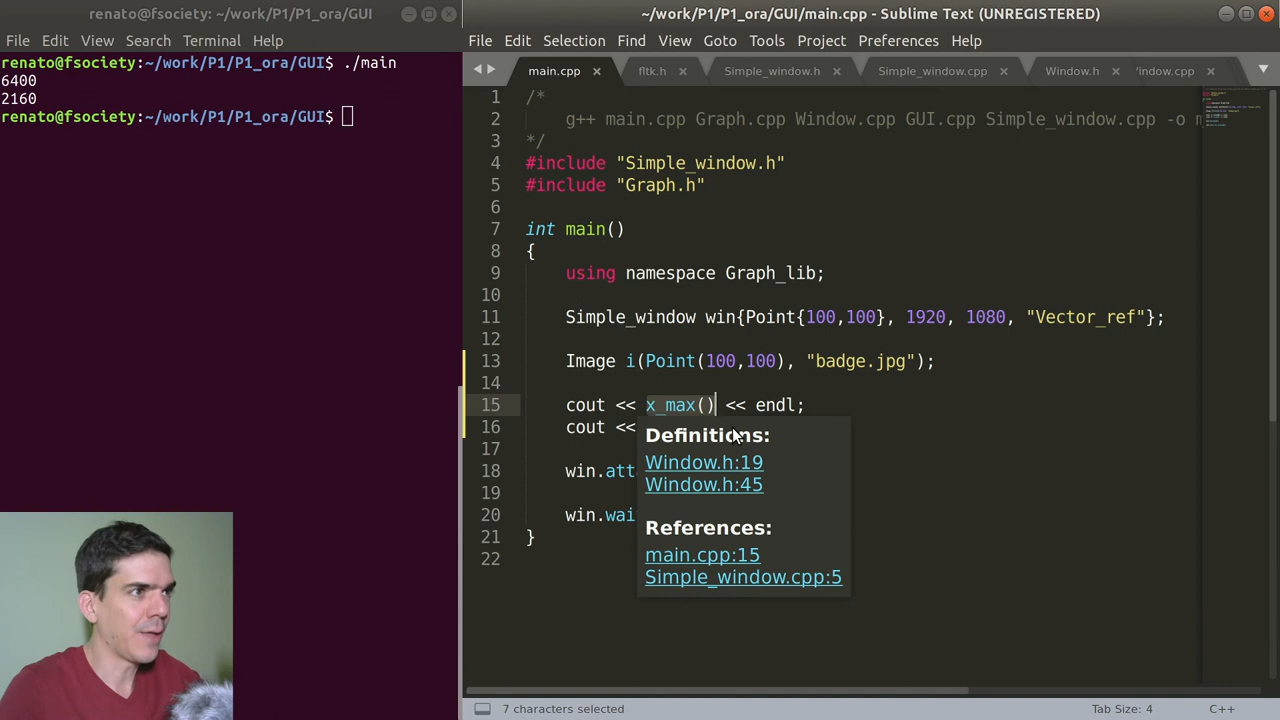 renato@fsociety: ~/work/P1/P1_ora/GUI
File Edit View Search Terminal Help
renato@fsociety:~/work/P1/P1_ora/GUI$ ./main
6400
2160
renato@fsociety:~/work/P1/P1_ora/GUI$
~/work/P1/P1_ora/GUI/main.cpp - Sublime Text (UNREGISTERED)
File Edit Selection Find View Goto Tools Project Preferences Help
main.cpp fltk.h Simple_window.h Simple_window.cpp Window.h indow.cpp
1 /*
2 g++ main.cpp Graph.cpp Window.cpp GUI.cpp Simple_window.cpp -o m
3 */
4 #include "Simple_window.h"
5 #include "Graph.h"
6
7 int main()
8 {
9 using namespace Graph_lib;
10
11 Simple_window win{Point{100,100}, 1920, 1080, "Vector_ref"};
12
13 Image i(Point(100,100), "badge.jpg");
14
15 cout << x_max() << endl;
16 cout <<
17
18 win.att
19
20 win.wai
21 }
22
Definitions:
Window.h:19
Window.h:45
References:
main.cpp:15
Simple_window.cpp:5
7 characters selected Tab Size: 4 C++